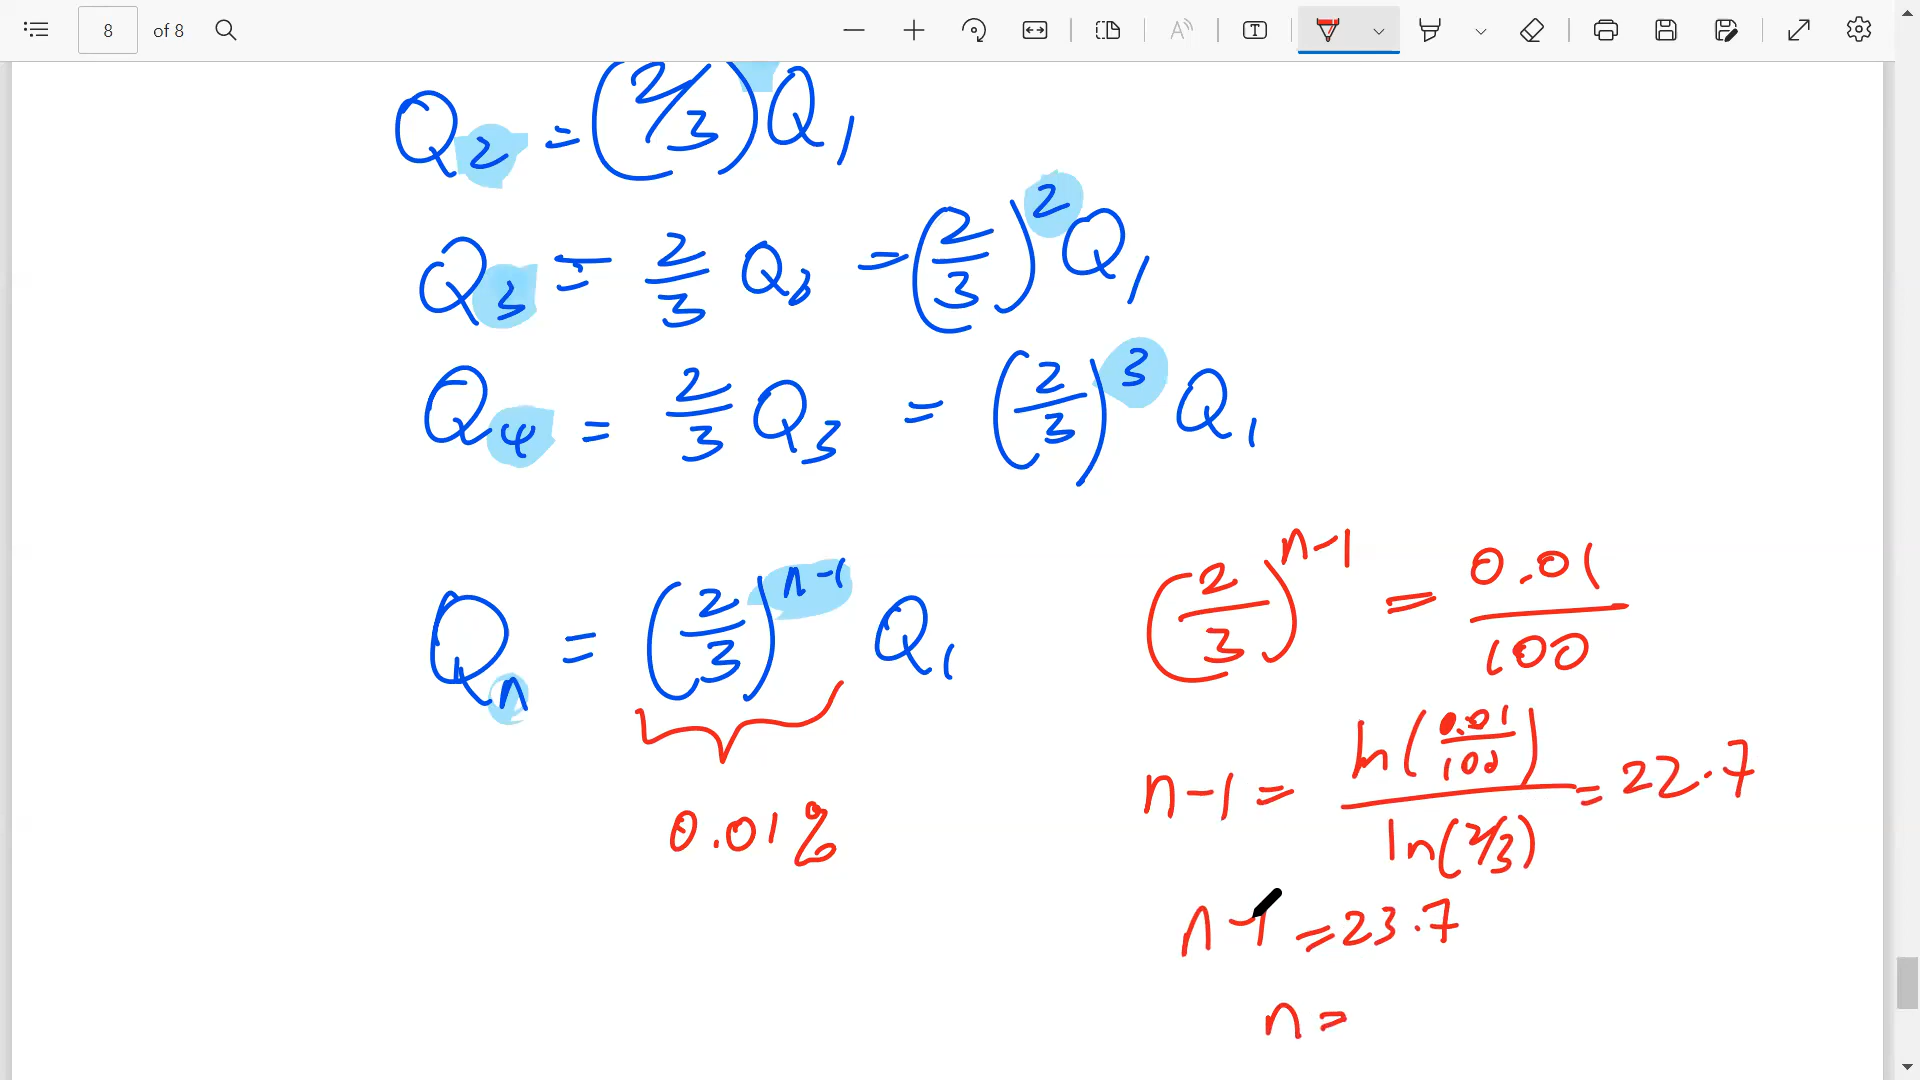 8 of 8
Q2 = (2/3) Q1
Q3 = 2/3 Q3 = (2/3)^2 Q1
Q4 = 2/3 Q3 = (2/3)^3 Q1
Qn = (2/3)^n-1 Q1
0.01%
(2/3)^n-1 = 0.01/100
n-1 = ln(0.01/100) / ln(2/3) = 22.7
n-1 = 23.7
n =